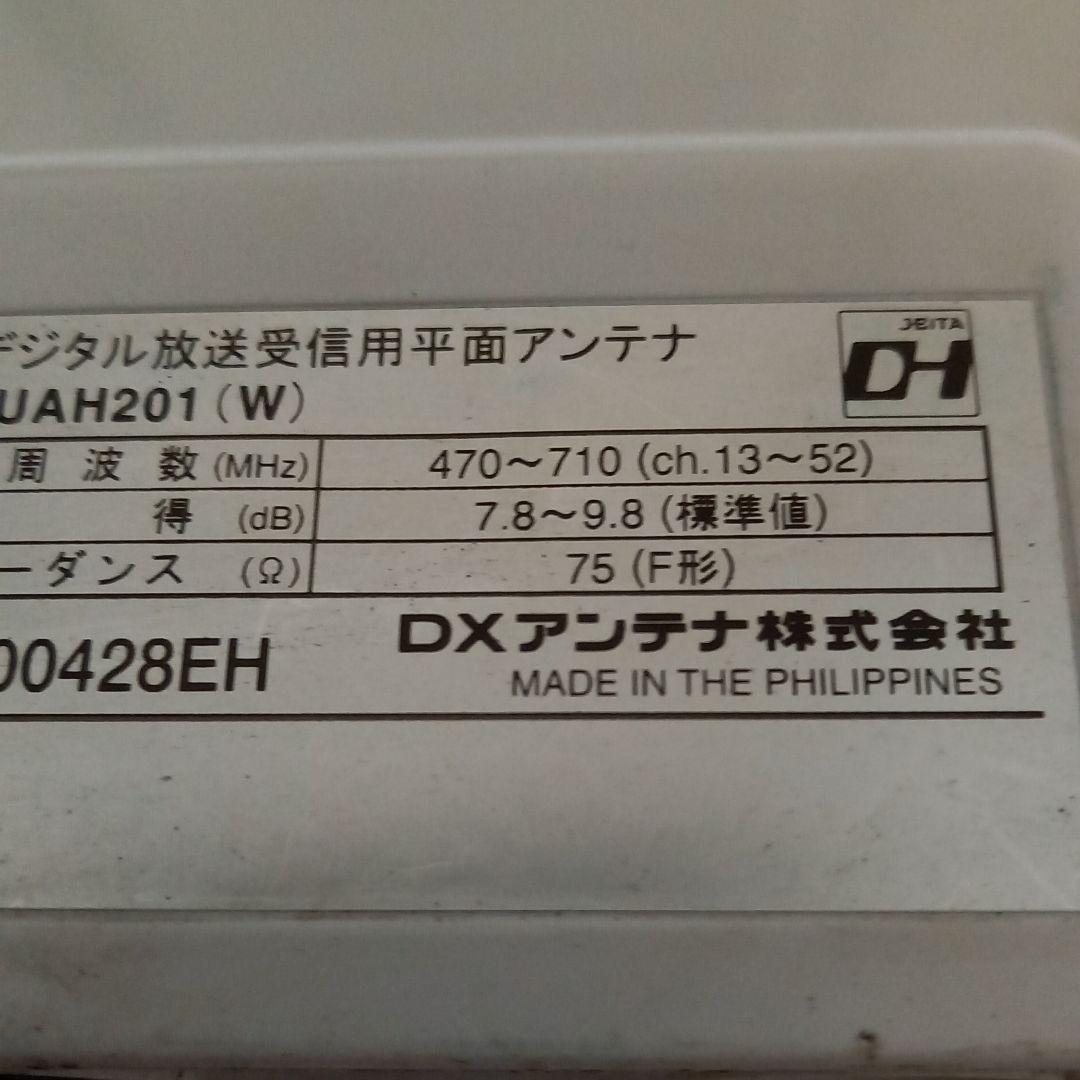 デジタル放送受信用平面アンテナ
JEITA
DH
UAH201(W)
周波数(MHz) 470～710(ch.13～52)
得 (dB) 7.8～9.8(標準値)
ーダンス (Ω) 75(F形)
00428EH
DXアンテナ株式会社
MADE IN THE PHILIPPINES